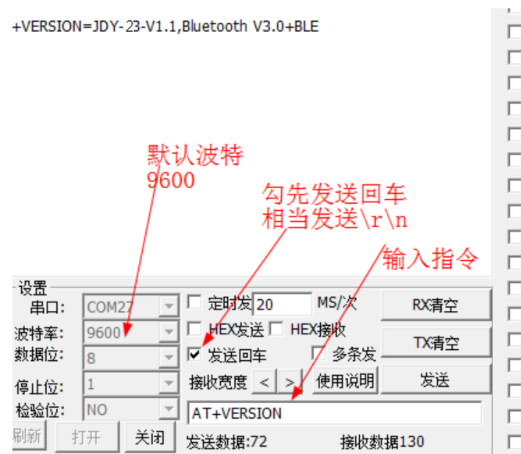 +VERSION=JDY-23-V1.1,Bluetooth V3.0+BLE
默认波特
9600
勾先发送回车
相当发送\r\n
输入指令
设置
串口: COM27 定时发 20 MS/次 RX清空
波特率: 9600 HEX发送 HEX接收
数据位: 8 发送回车 多条发 TX清空
停止位: 1 接收宽度 < > 使用说明 发送
检验位: NO AT+VERSION
刷新 打开 关闭 发送数据:72 接收数据130